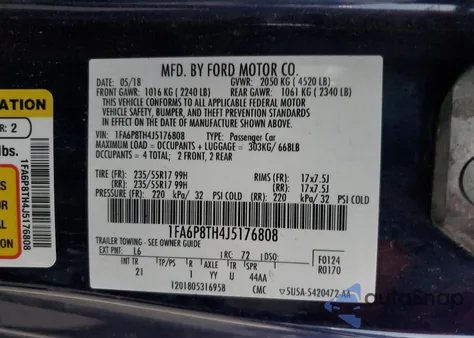 MFD. BY FORD MOTOR CO.
DATE: 05/18 GVWR: 2050 KG (4520 LB)
FRONT GAWR: 1016 KG (2240 LB) REAR GAWR: 1061 KG (2340 LB)
THIS VEHICLE CONFORMS TO ALL APPLICABLE FEDERAL MOTOR
VEHICLE SAFETY, BUMPER, AND THEFT PREVENTION STANDARDS
IN EFFECT ON THE DATE OF MANUFACTURE SHOWN ABOVE.
VIN: 1FA6P8TH4J5176808 TYPE: Passenger Car
MAXIMUM LOAD = OCCUPANTS + LUGGAGE = 303KG/ 668LB
OCCUPANTS = 4 TOTAL; 2 FRONT, 2 REAR
TIRE (FR): 235/55R17 99H RIMS (FR): 17x7.5J
(RR): 235/55R17 99H (RR): 17x7.5J
PRESSURE (FR): 220 kPa/ 32 PSI COLD (RR): 220 kPa/ 32 PSI COLD
1FA6P8TH4J5176808
TRAILER TOWING - SEE OWNER GUIDE
EXT PNT: L6 RC: 72 DSO: F0124
INT TR TP/PS R AXLE TR SPR R0170
21 1 U 44AA
1201805316958 CMC ▽5U5A-5420472-AA
ATION
R: 2
lbs.
1FA6P8TH4J5176808
autoSnap